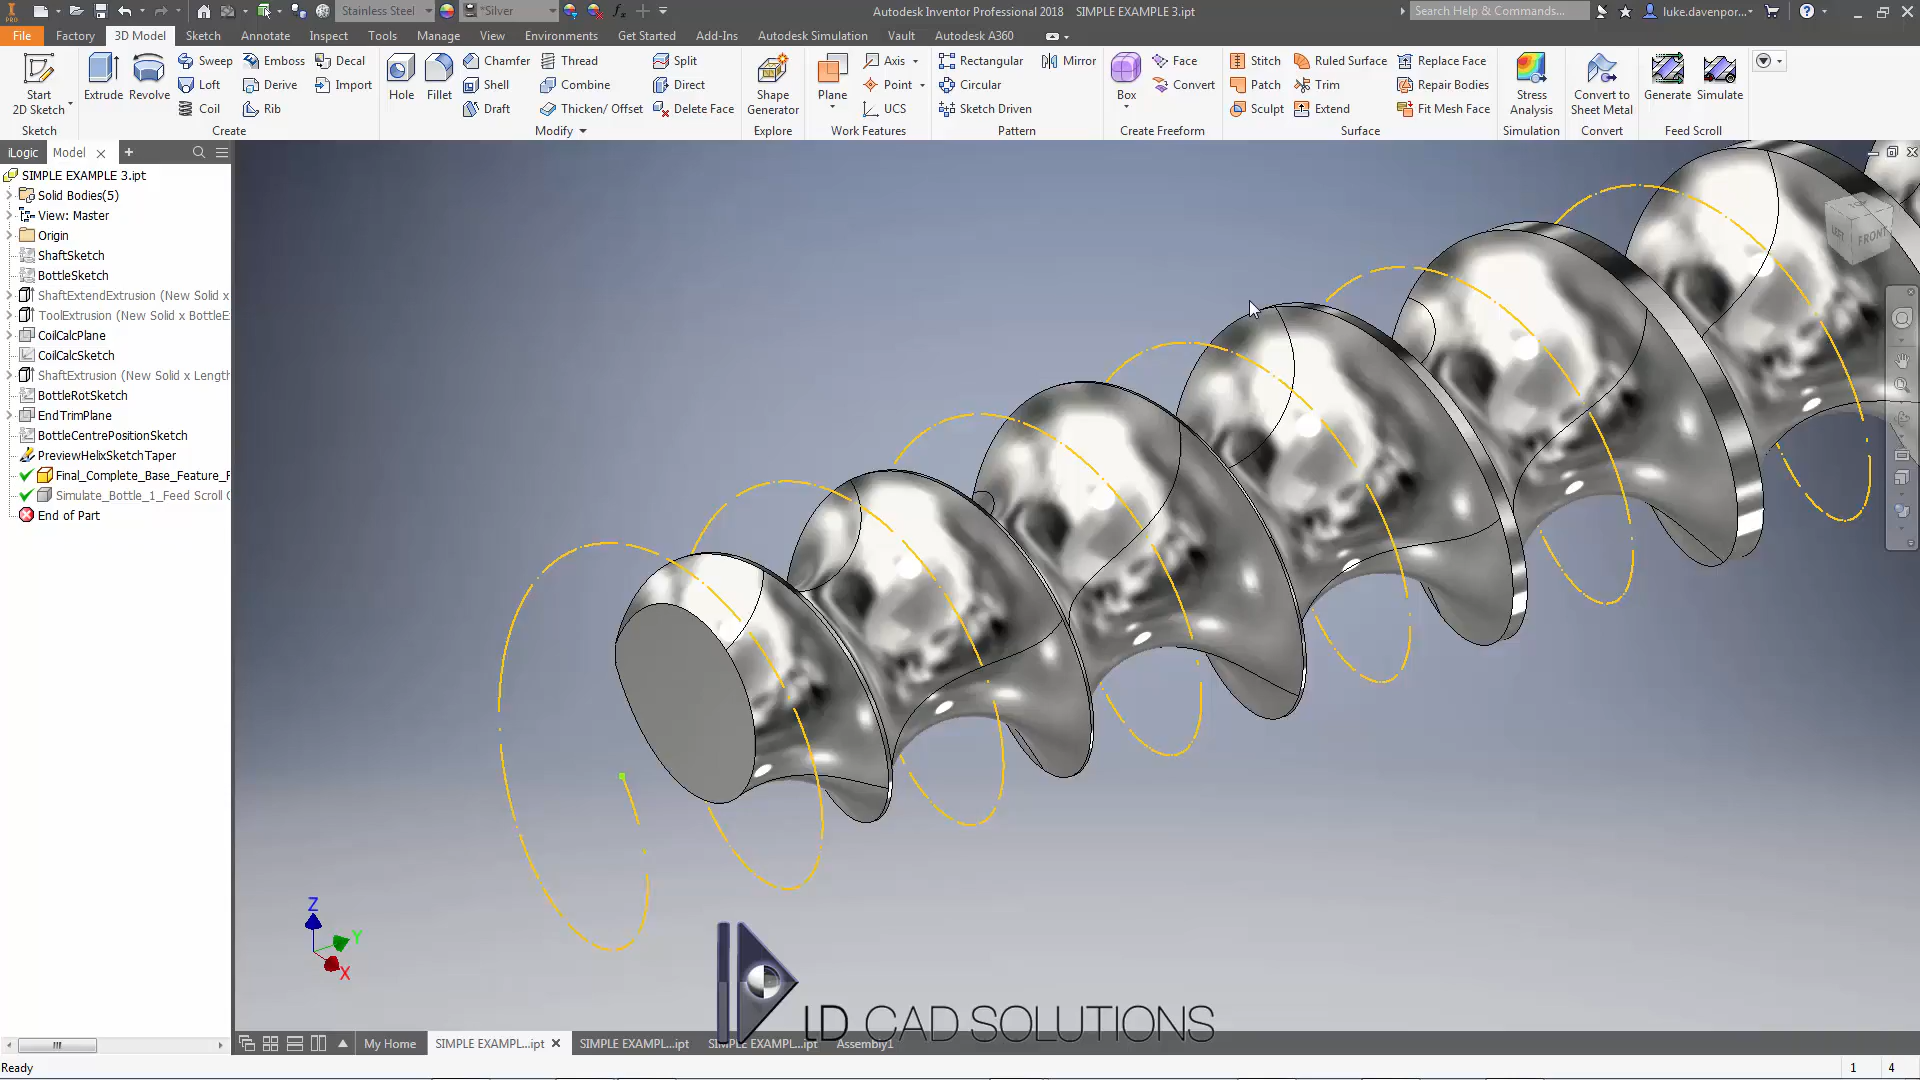 Stainless Steel
*Silver
Autodesk Inventor Professional 2018 SIMPLE EXAMPLE 3.ipt
Search Help & Commands...
luke.davenpor...
PRO
File Factory 3D Model Sketch Annotate Inspect Tools Manage View Environments Get Started Add-Ins Autodesk Simulation Vault Autodesk A360
Start
2D Sketch
Sketch
Extrude
Revolve
Sweep
Loft
Coil
Emboss
Derive
Rib
Decal
Import
Create
Hole
Fillet
Chamfer
Shell
Draft
Thread
Combine
Thicken/ Offset
Split
Direct
Delete Face
Modify
Shape
Generator
Explore
Plane
Axis
Point
UCS
Work Features
Rectangular
Circular
Sketch Driven
Mirror
Pattern
Box
Face
Convert
Create Freeform
Stitch
Patch
Sculpt
Ruled Surface
Trim
Extend
Replace Face
Repair Bodies
Fit Mesh Face
Surface
Stress
Analysis
Simulation
Convert to
Sheet Metal
Convert
Generate
Simulate
Feed Scroll
iLogic Model
SIMPLE EXAMPLE 3.ipt
Solid Bodies(5)
View: Master
Origin
ShaftSketch
BottleSketch
ShaftExtendExtrusion (New Solid x
ToolExtrusion (New Solid x BottleE
CoilCalcPlane
CoilCalcSketch
ShaftExtrusion (New Solid x Length
BottleRotSketch
EndTrimPlane
BottleCentrePositionSketch
PreviewHelixSketchTaper
Final_Complete_Base_Feature_F
Simulate_Bottle_1_Feed Scroll
End of Part
TOP
LEFT
FRONT
Z
Y
X
LD CAD SOLUTIONS
My Home SIMPLE EXAMPL...ipt SIMPLE EXAMPL...ipt SIMPLE EXAMPL...ipt Assembly1
Ready
1 4